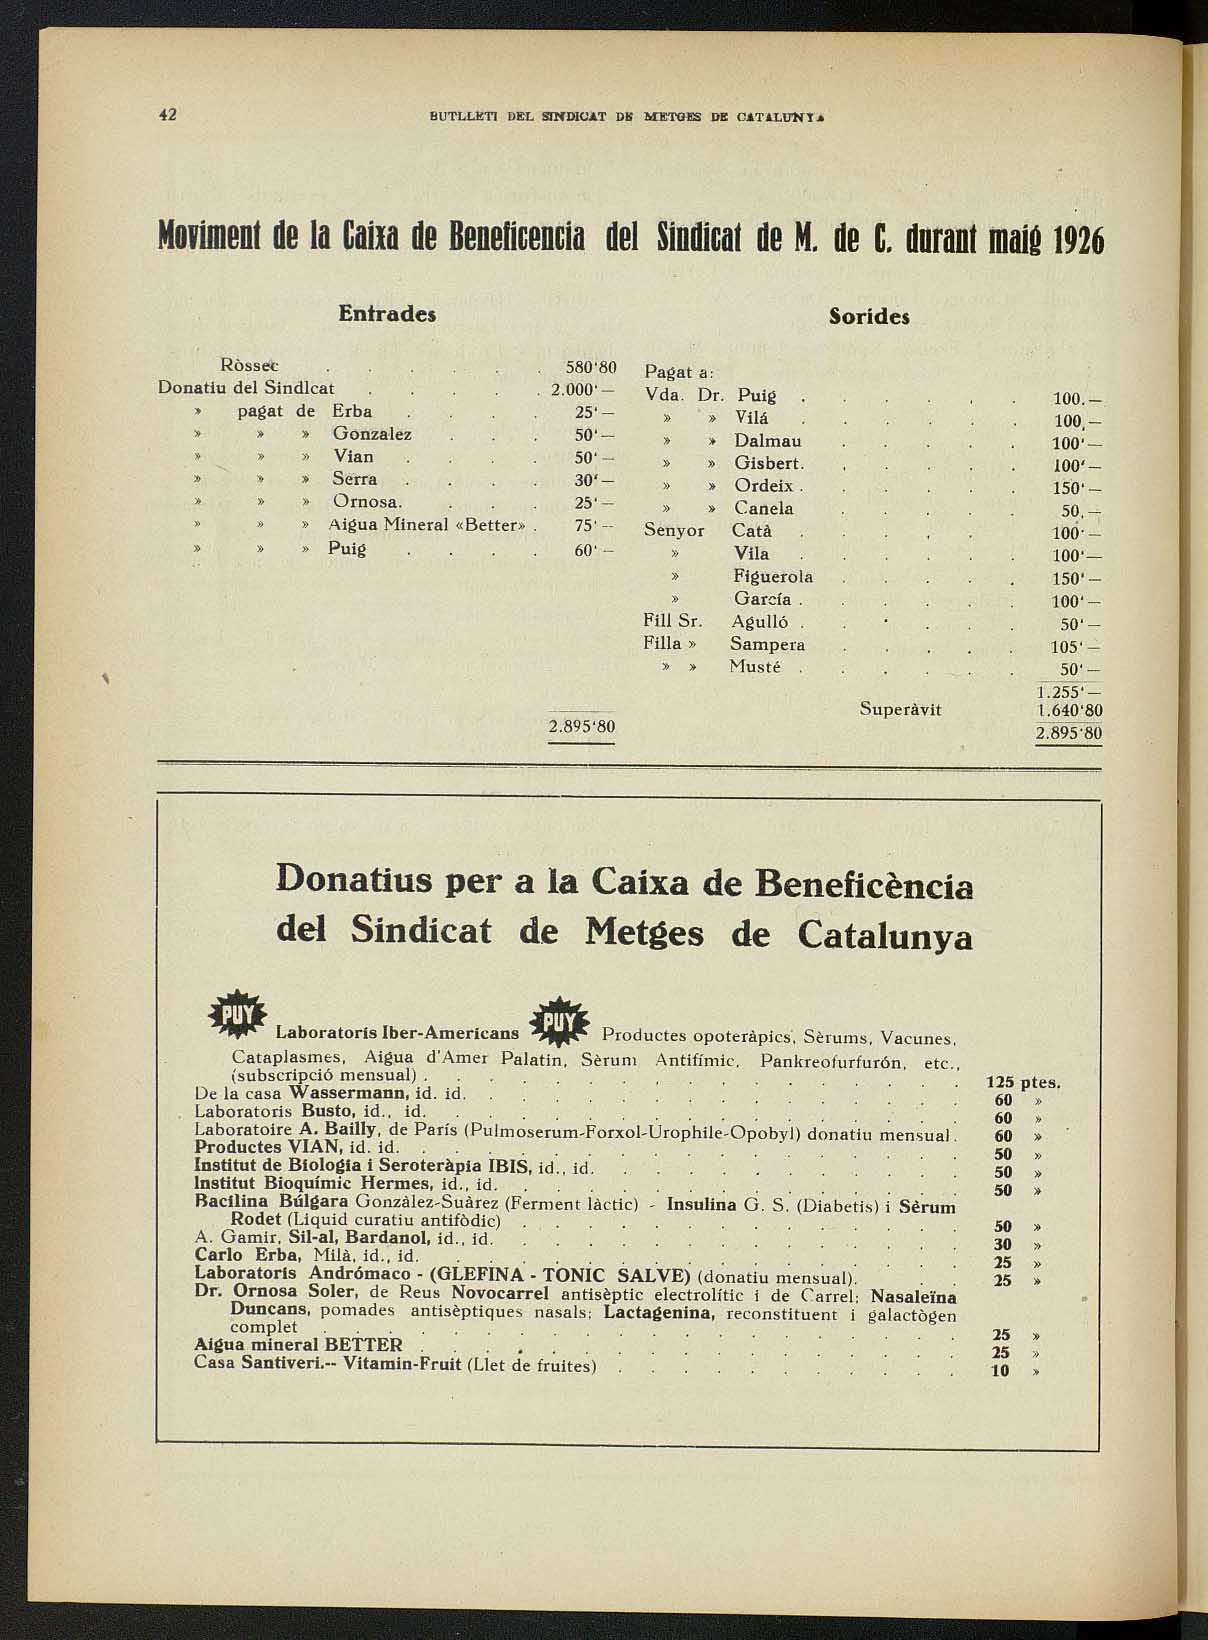 42
BUTLLETI DEL SINDICAT DE METGES DE CATALUNYA
Moviment de la Caixa de Beneficencia del Sindicat de M. de C. durant maig 1926
Entrades
Ròssec . . . . . . 580'80
Donatiu del Sindicat . . . . . 2.000'—
» pagat de Erba . . . . 25'—
» » » Gonzalez . . . 50'—
» » » Vian . . . . 50'—
» » » Serra . . . . 30'—
» » » Ornosa. . . . 25'—
» » » Aigua Mineral «Better» . 75'—
» » » Puig . . . . 60'—
2.895'80
Sorides
Pagat a:
Vda. Dr. Puig . . . . . . 100.—
» » Vilá . . . . . . 100,—
» » Dalmau . . . . . 100'—
» » Gisbert. . . . . . 100'—
» » Ordeix . . . . . . 150'—
» » Canela . . . . . 50,—
Senyor Catà . . . . . . 100'—
» Vila . . . . . . 100'—
» Figuerola . . . . . 150'—
» García . . . . . . 100'—
Fill Sr. Agulló . . . . . . 50'—
Filla » Sampera . . . . . 105'—
» » Musté . . . . . . 50'—
1.255'—
Superàvit 1.640'80
2.895'80
Donatius per a la Caixa de Beneficència
del Sindicat de Metges de Catalunya
PUY Laboratoris Iber-Americans PUY Productes opoteràpics, Sèrums, Vacunes,
Cataplasmes, Aigua d'Amer Palatin, Sèrum Antifímic, Pankreofurfurón, etc.,
(subscripció mensual) . . . . . . . . . 125 ptes.
De la casa Wassermann, id. id. . . . . . . . . 60 »
Laboratoris Busto, id., id. . . . . . . . . 60 »
Laboratoire A. Bailly, de París (Pulmoserum-Forxol-Urophile-Opobyl) donatiu mensual. 60 »
Productes VIAN, id. id. . . . . . . . . 50 »
Institut de Biologia i Seroteràpia IBIS, id., id. . . . . . . . 50 »
Institut Bioquímic Hermes, id., id. . . . . . . . . 50 »
Bacilina Búlgara Gonzàlez-Suàrez (Ferment làctic) - Insulina G. S. (Diabetis) i Sèrum
Rodet (Liquid curatiu antifòdic) . . . . . . . . 50 »
A. Gamir, Sil-al, Bardanol, id., id. . . . . . . . . 30 »
Carlo Erba, Milà, id., id. . . . . . . . . 25 »
Laboratoris Andrómaco - (GLEFINA - TONIC SALVE) (donatiu mensual). . . . 25 »
Dr. Ornosa Soler, de Reus Novocarrel antisèptic electrolític i de Carrel; Nasaleïna
Duncans, pomades antisèptiques nasals; Lactagenina, reconstituent i galactògen
complet . . . . . . . . . 25 »
Aigua mineral BETTER . . . . . . . . . 25 »
Casa Santiveri.-- Vitamin-Fruit (Llet de fruites) . . . . . . . 10 »